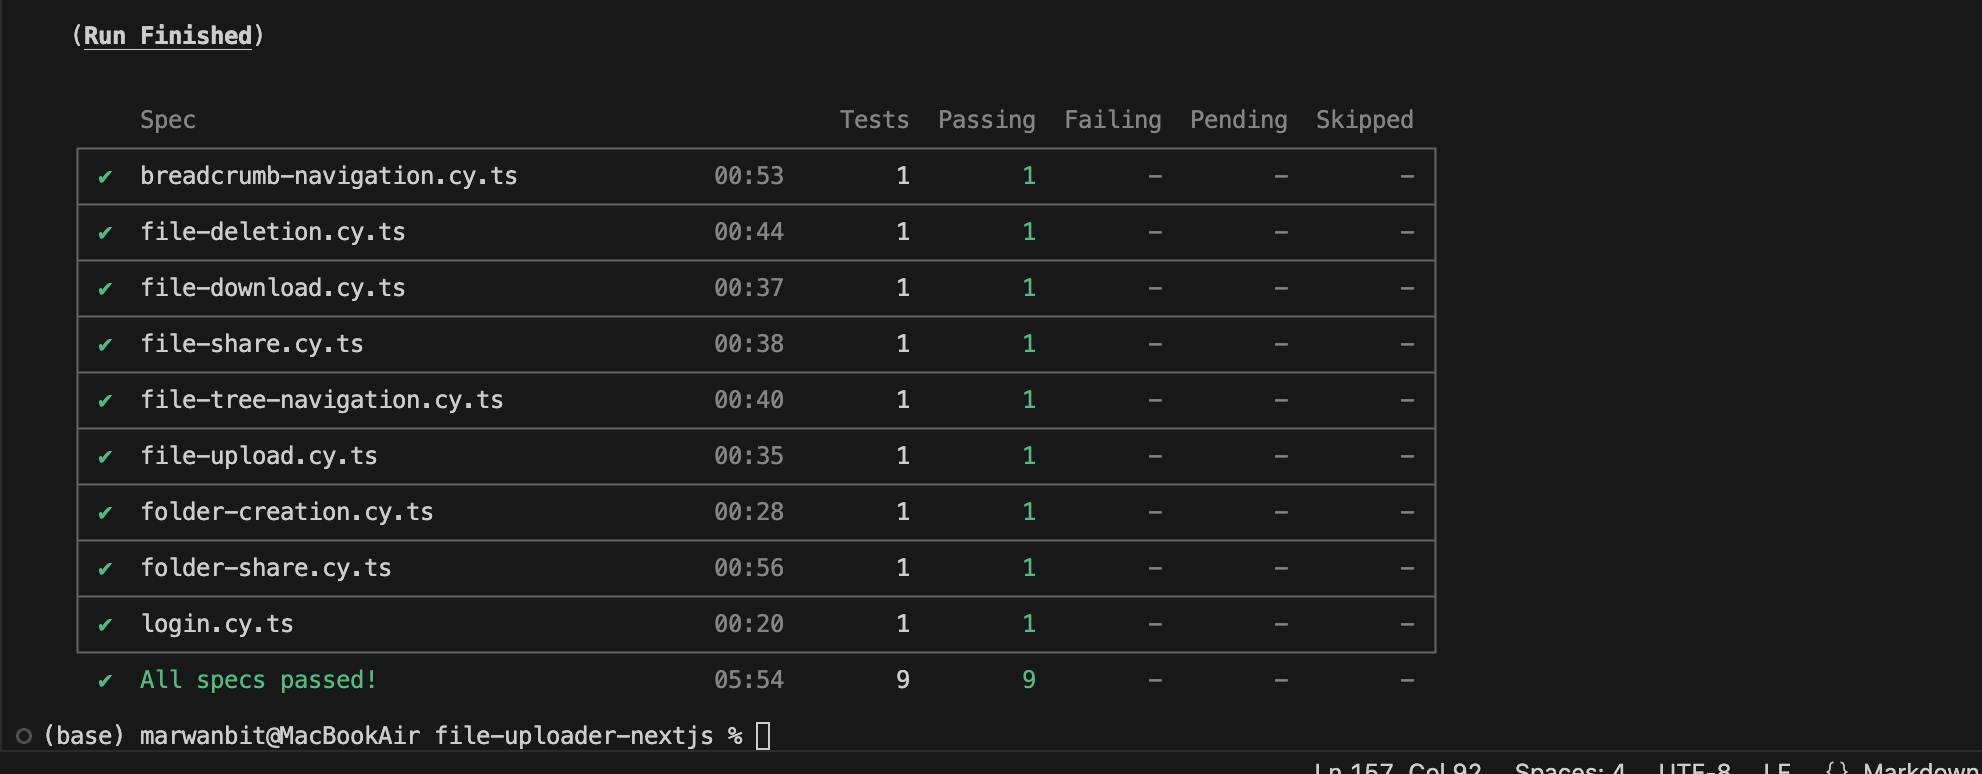 (Run Finished)
Spec Tests Passing Failing Pending Skipped
✔ breadcrumb-navigation.cy.ts 00:53 1 1 - - -
✔ file-deletion.cy.ts 00:44 1 1 - - -
✔ file-download.cy.ts 00:37 1 1 - - -
✔ file-share.cy.ts 00:38 1 1 - - -
✔ file-tree-navigation.cy.ts 00:40 1 1 - - -
✔ file-upload.cy.ts 00:35 1 1 - - -
✔ folder-creation.cy.ts 00:28 1 1 - - -
✔ folder-share.cy.ts 00:56 1 1 - - -
✔ login.cy.ts 00:20 1 1 - - -
✔ All specs passed! 05:54 9 9 - - -
(base) marwanbit@MacBookAir file-uploader-nextjs %
Ln 157, Col 92 Spaces: 4 UTF-8 LF {} Markdown